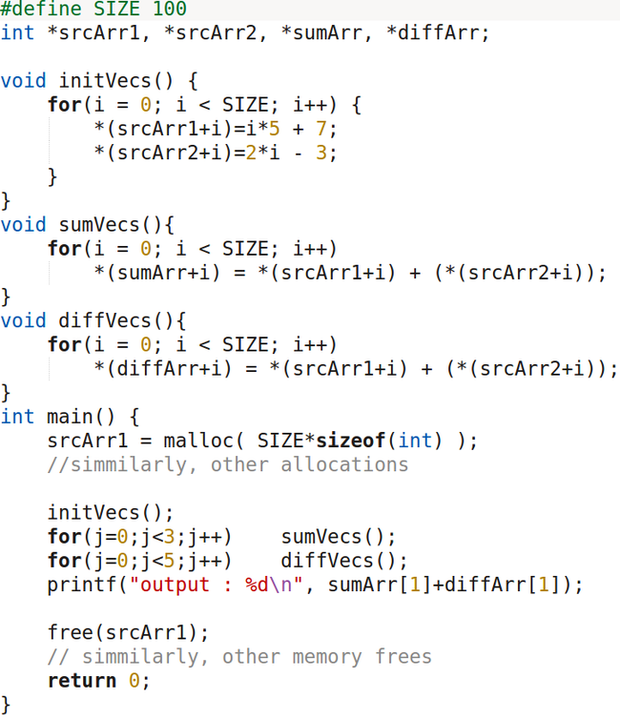 #define SIZE 100
int *srcArr1, *srcArr2, *sumArr, *diffArr;

void initVecs() {
    for(i = 0; i < SIZE; i++) {
        *(srcArr1+i)=i*5 + 7;
        *(srcArr2+i)=2*i - 3;
    }
}
void sumVecs(){
    for(i = 0; i < SIZE; i++)
        *(sumArr+i) = *(srcArr1+i) + (*(srcArr2+i));
}
void diffVecs(){
    for(i = 0; i < SIZE; i++)
        *(diffArr+i) = *(srcArr1+i) + (*(srcArr2+i));
}
int main() {
    srcArr1 = malloc( SIZE*sizeof(int) );
    //simmilarly, other allocations

    initVecs();
    for(j=0;j<3;j++)    sumVecs();
    for(j=0;j<5;j++)    diffVecs();
    printf("output : %d\n", sumArr[1]+diffArr[1]);

    free(srcArr1);
    // simmilarly, other memory frees
    return 0;
}